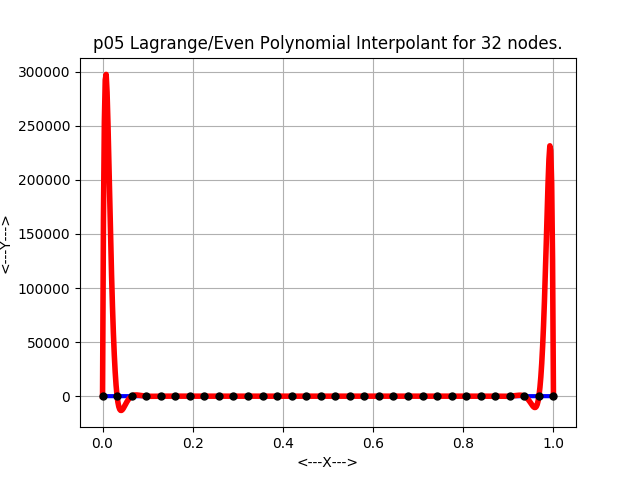 p05 Lagrange/Even Polynomial Interpolant for 32 nodes.
300000
250000
200000
150000
100000
50000
0
<---Y--->
0.0 0.2 0.4 0.6 0.8 1.0
<---X--->